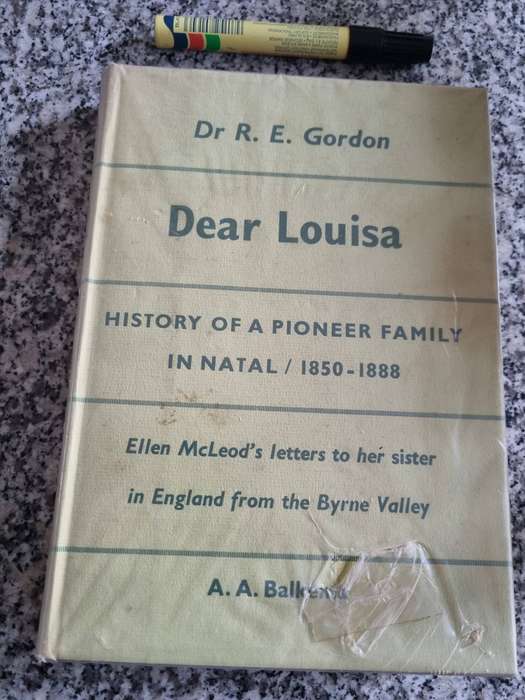 Dr R. E. Gordon
Dear Louisa
HISTORY OF A PIONEER FAMILY
IN NATAL / 1850-1888
Ellen McLeod's letters to her sister
in England from the Byrne Valley
A. A. Balkema